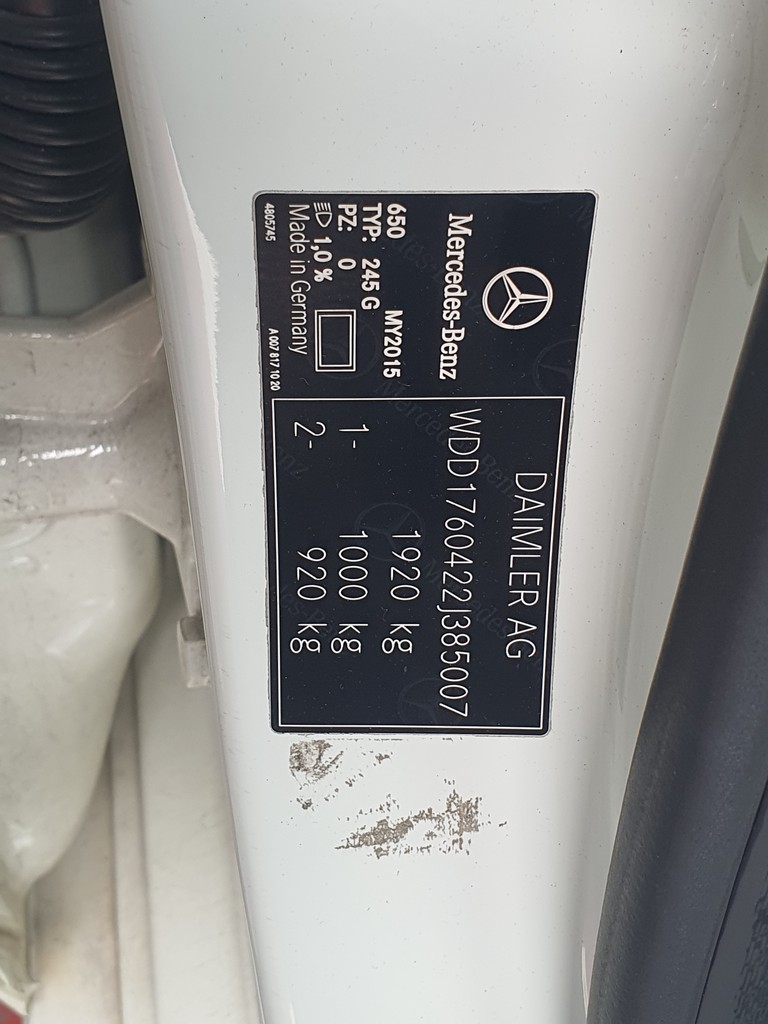 Mercedes-Benz
650 MY2015
TYP: 245 G
PZ: 0
1,0 %
Made in Germany
4805745 A 007 817 10 20
DAIMLER AG
WDD1760422J385007
1920 kg
1- 1000 kg
2- 920 kg